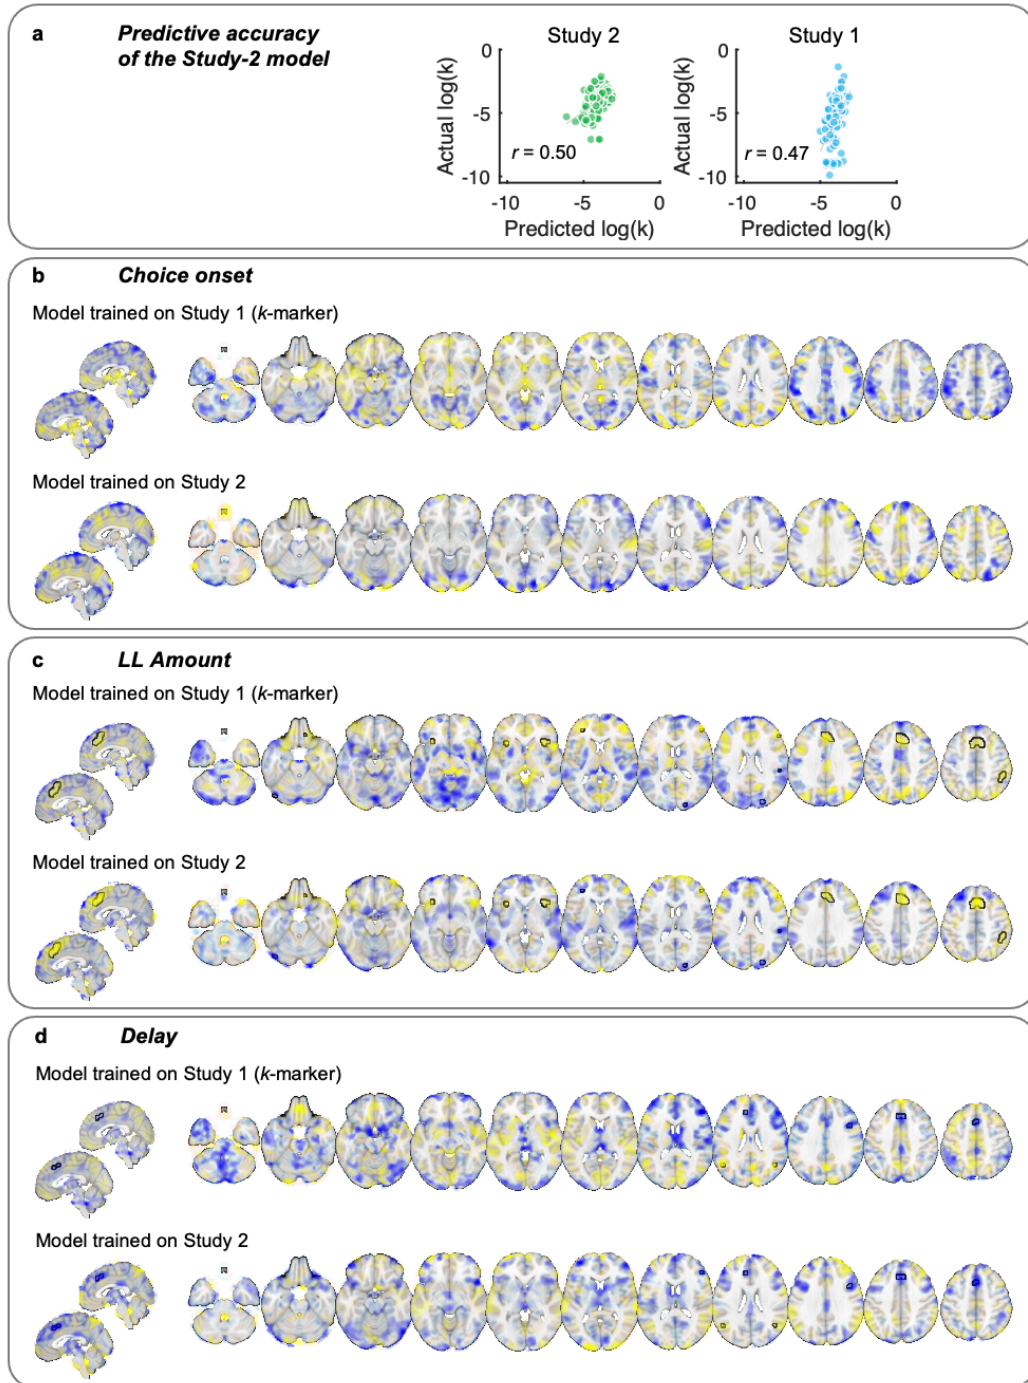 a Predictive accuracy
of the Study-2 model
Study 2
Actual log(k)
0
-5
-10
r = 0.50
-10 -5 0
Predicted log(k)
Study 1
Actual log(k)
0
-5
-10
r = 0.47
-10 -5 0
Predicted log(k)
b Choice onset
Model trained on Study 1 (k-marker)
Model trained on Study 2
c LL Amount
Model trained on Study 1 (k-marker)
Model trained on Study 2
d Delay
Model trained on Study 1 (k-marker)
Model trained on Study 2